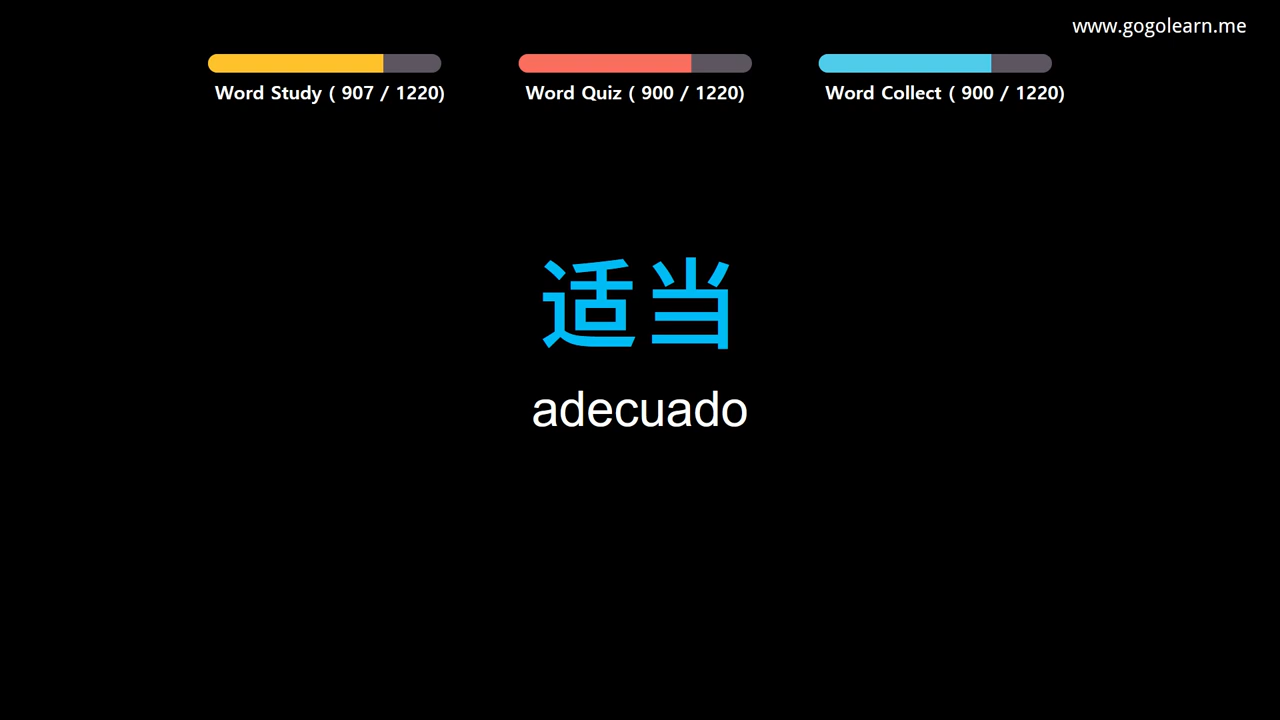 www.gogolearn.me
Word Study ( 907 / 1220)
Word Quiz ( 900 / 1220)
Word Collect ( 900 / 1220)
适当
adecuado